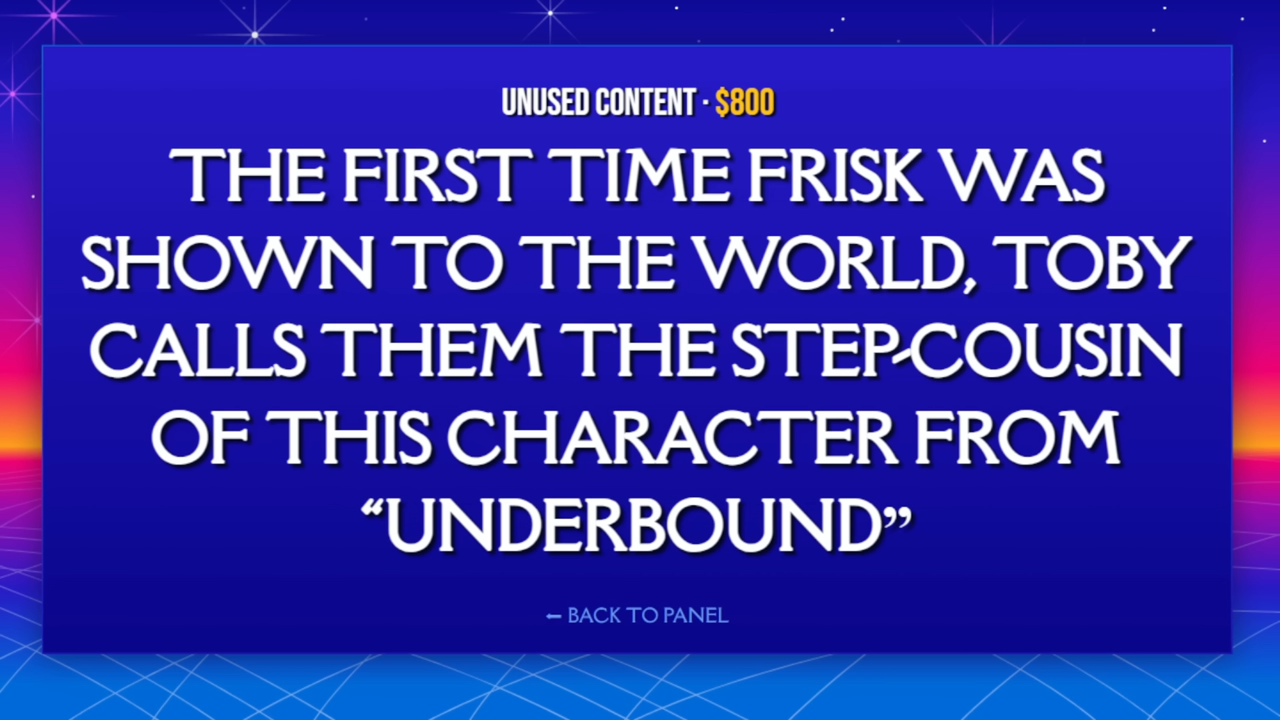 UNUSED CONTENT · $800
THE FIRST TIME FRISK WAS
SHOWN TO THE WORLD, TOBY
CALLS THEM THE STEP-COUSIN
OF THIS CHARACTER FROM
“UNDERBOUND”
← BACK TO PANEL